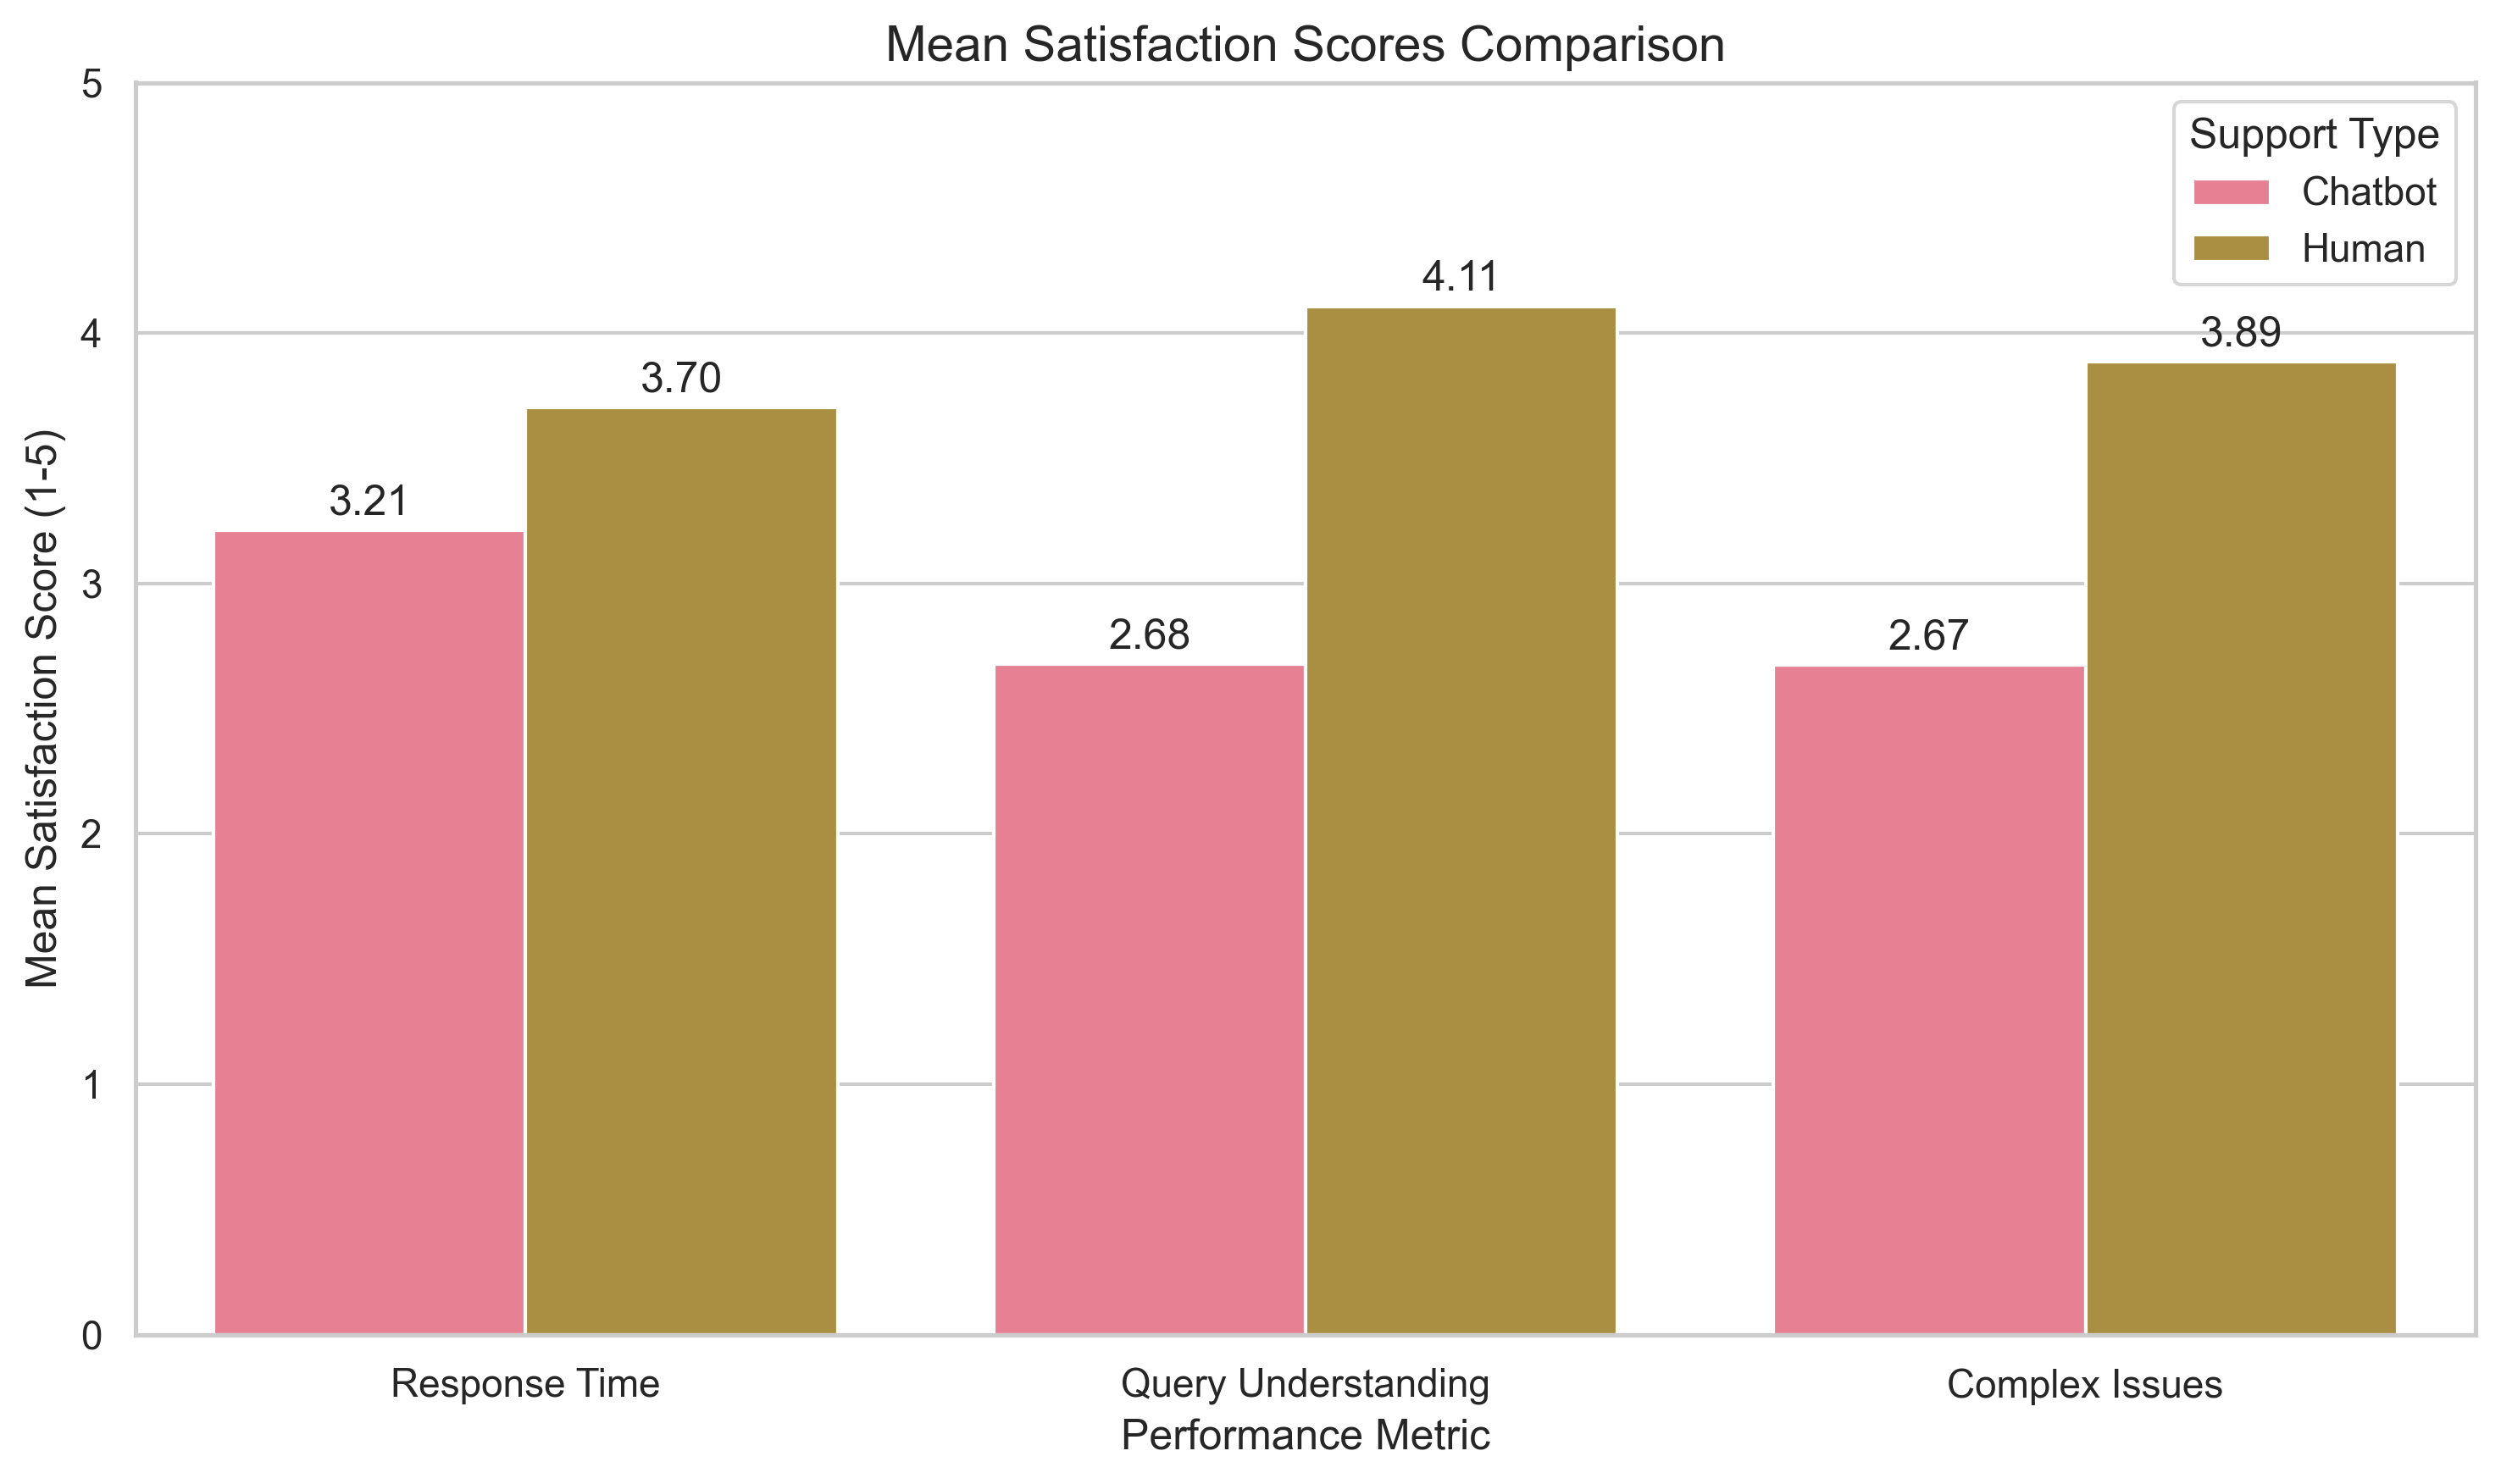 Mean Satisfaction Scores Comparison
Mean Satisfaction Score (1-5)
5
4
3
2
1
0
Support Type
Chatbot
Human
3.21
3.70
2.68
4.11
2.67
3.89
Response Time
Query Understanding
Complex Issues
Performance Metric